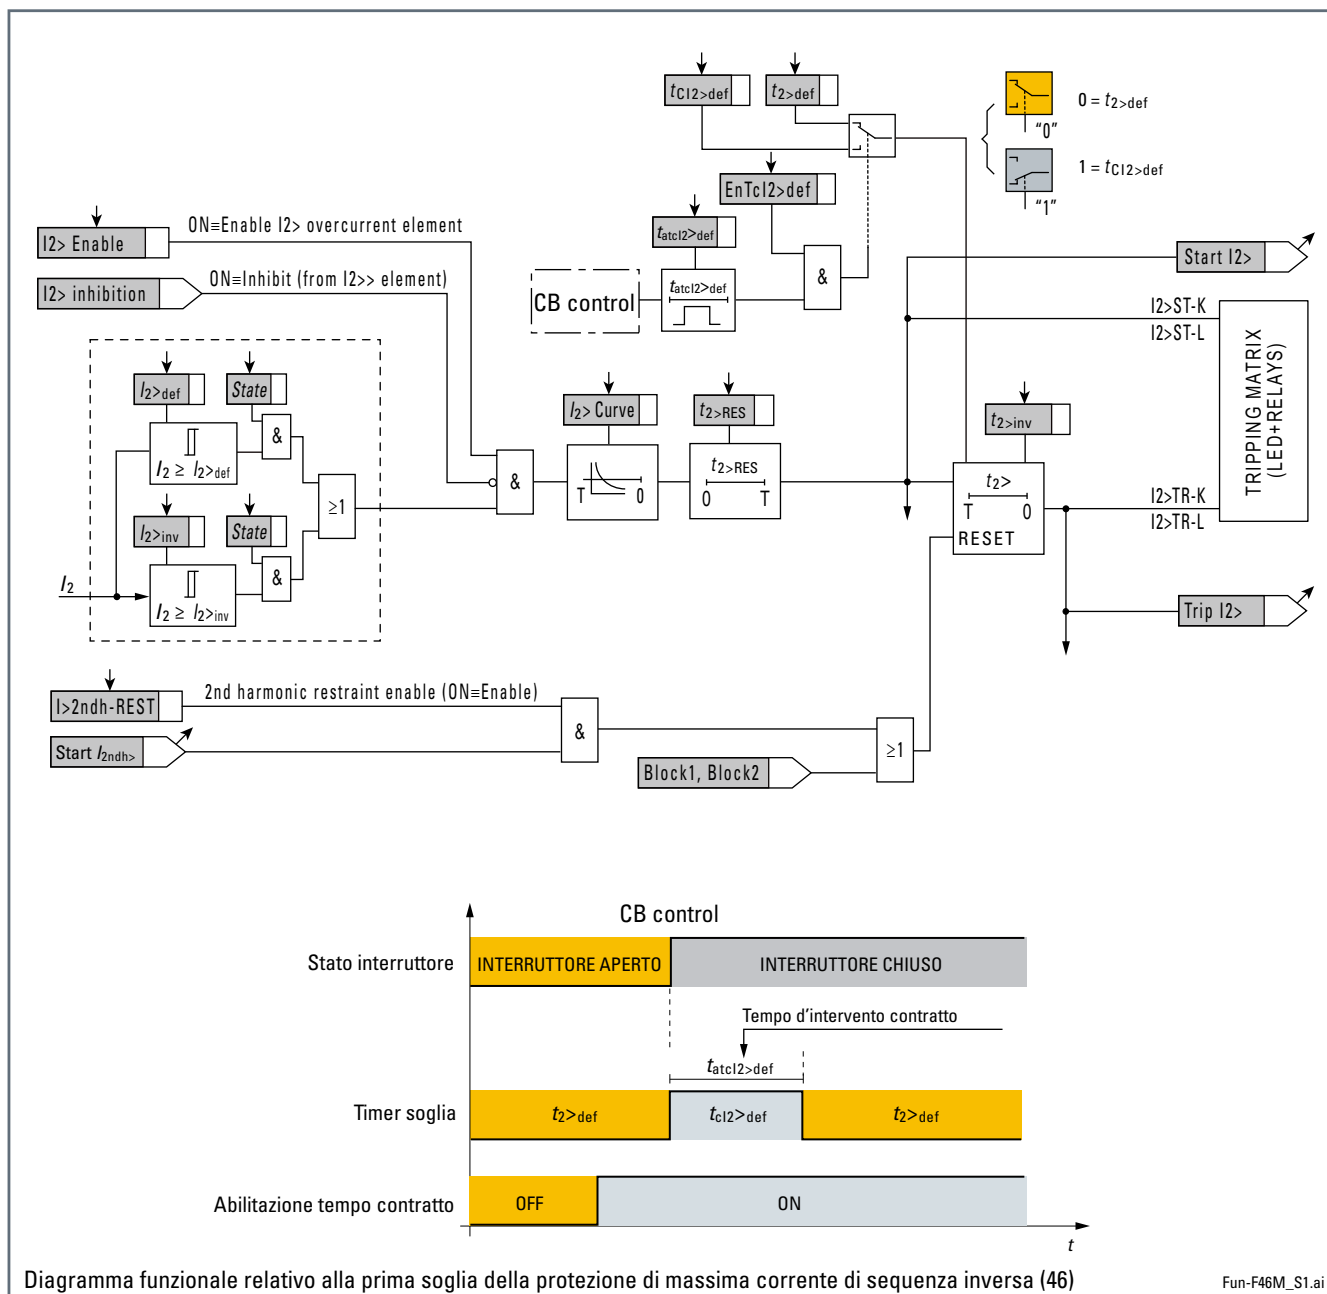 tCI2>def
t2>def
0 = t2>def
"0"
1 = tCI2>def
"1"
EnTcI2>def
tatcI2>def
I2> Enable
ON≡Enable I2> overcurrent element
I2> inhibition
ON≡Inhibit (from I2>> element)
CB control
tatcI2>def
&
Start I2>
I2>ST-K
I2>ST-L
TRIPPING MATRIX
(LED+RELAYS)
I2>def
State
I2 ≥ I2>def
&
I2>inv
State
I2 ≥ I2>inv
&
I2
≥1
&
I2> Curve
T 0
t2>RES
t2>RES
0 T
t2>inv
t2>
T 0
RESET
I2>TR-K
I2>TR-L
Trip I2>
I>2ndh-REST
2nd harmonic restraint enable (ON≡Enable)
Start I2ndh>
&
Block1, Block2
≥1
CB control
Stato interruttore
INTERRUTTORE APERTO
INTERRUTTORE CHIUSO
Tempo d'intervento contratto
tatcI2>def
Timer soglia
t2>def
tcI2>def
t2>def
Abilitazione tempo contratto
OFF
ON
t
Diagramma funzionale relativo alla prima soglia della protezione di massima corrente di sequenza inversa (46)
Fun-F46M_S1.ai